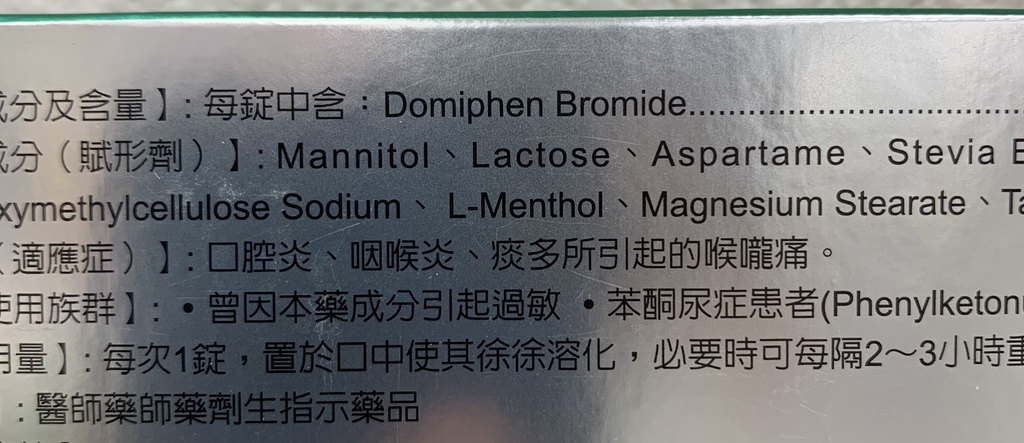 成分及含量】: 每錠中含：Domiphen Bromide......................................
成分（賦形劑）】: Mannitol、Lactose、Aspartame、Stevia E
xymethylcellulose Sodium、L-Menthol、Magnesium Stearate、Ta
（適應症）】: 口腔炎、咽喉炎、痰多所引起的喉嚨痛。
使用族群】: •曾因本藥成分引起過敏 •苯酮尿症患者(Phenylketon
用量】: 每次1錠，置於口中使其徐徐溶化，必要時可每隔2～3小時重
: 醫師藥師藥劑生指示藥品